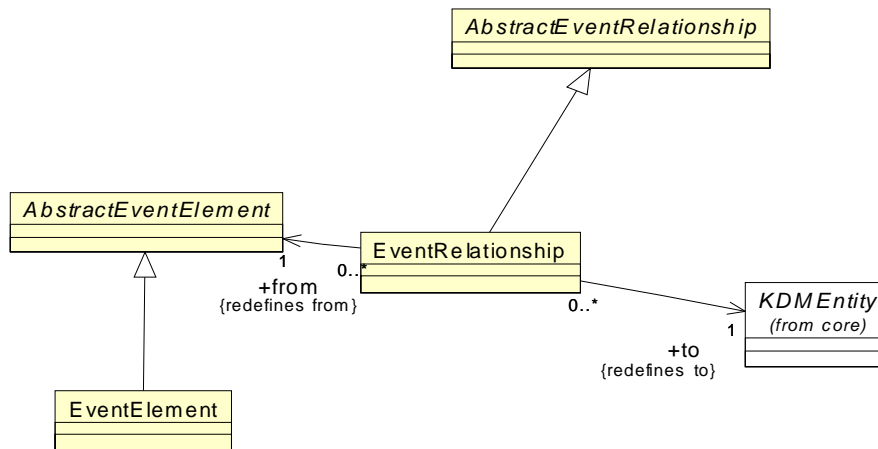 AbstractEventRelationship
AbstractEventElement
EventRelationship
1
0..*
+from
{redefines from}
0..*
KDMEntity
(from core)
1
+to
{redefines to}
EventElement